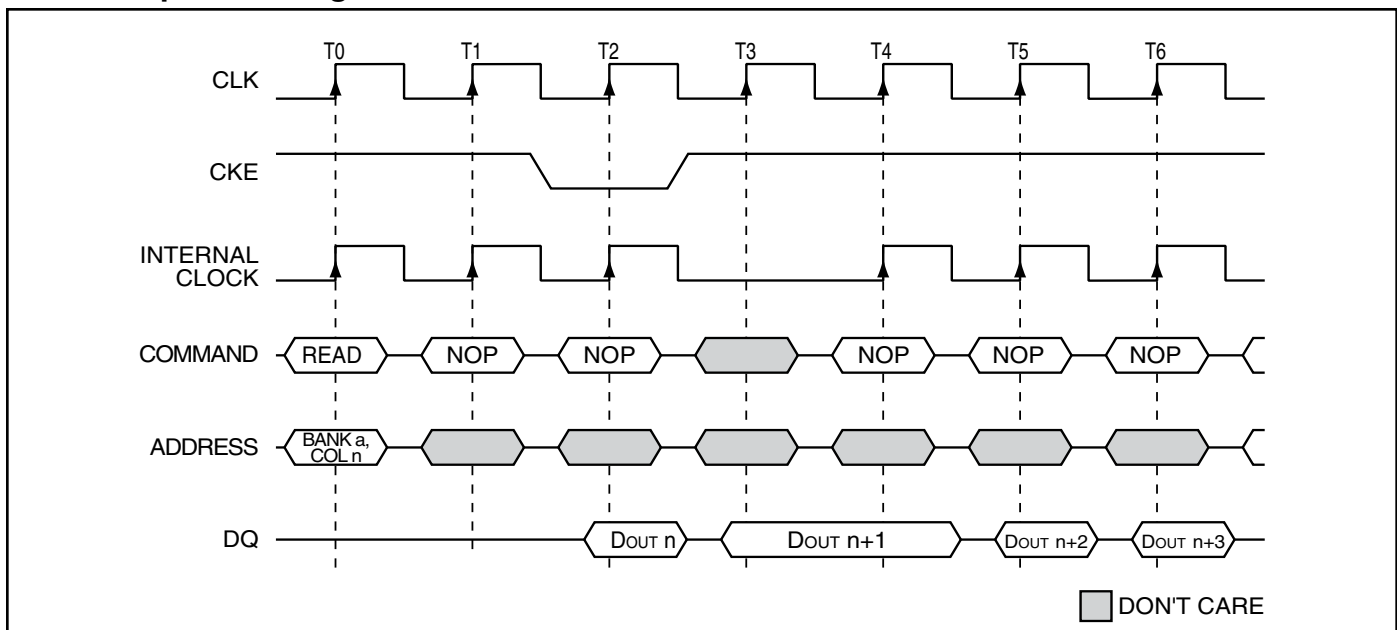 T0 T1 T2 T3 T4 T5 T6
CLK
CKE
INTERNAL
CLOCK
COMMAND READ NOP NOP NOP NOP NOP
ADDRESS BANK a,
COL n
DQ DOUT n DOUT n+1 DOUT n+2 DOUT n+3
DON'T CARE